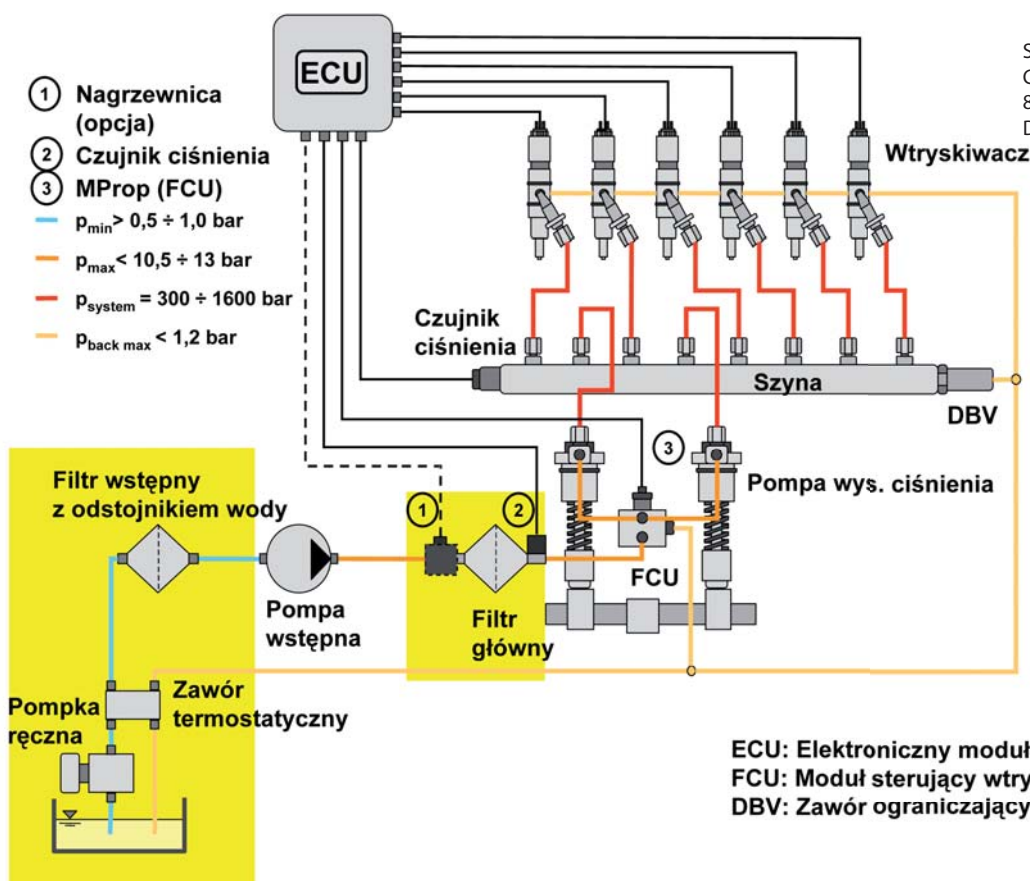 ECU
1 Nagrzewnica
(opcja)
2 Czujnik ciśnienia
3 MProp (FCU)
pmin> 0,5 ÷ 1,0 bar
pmax< 10,5 ÷ 13 bar
psystem = 300 ÷ 1600 bar
pback max < 1,2 bar
S
8
D
Wtryskiwacz
Czujnik
ciśnienia
Szyna
DBV
3
Pompa wys. ciśnienia
Filtr wstępny
z odstojnikiem wody
1
2
FCU
Pompa
wstępna
Filtr
główny
Zawór
termostatyczny
Pompka
ręczna
ECU: Elektroniczny moduł
FCU: Moduł sterujący wtry
DBV: Zawór ograniczający